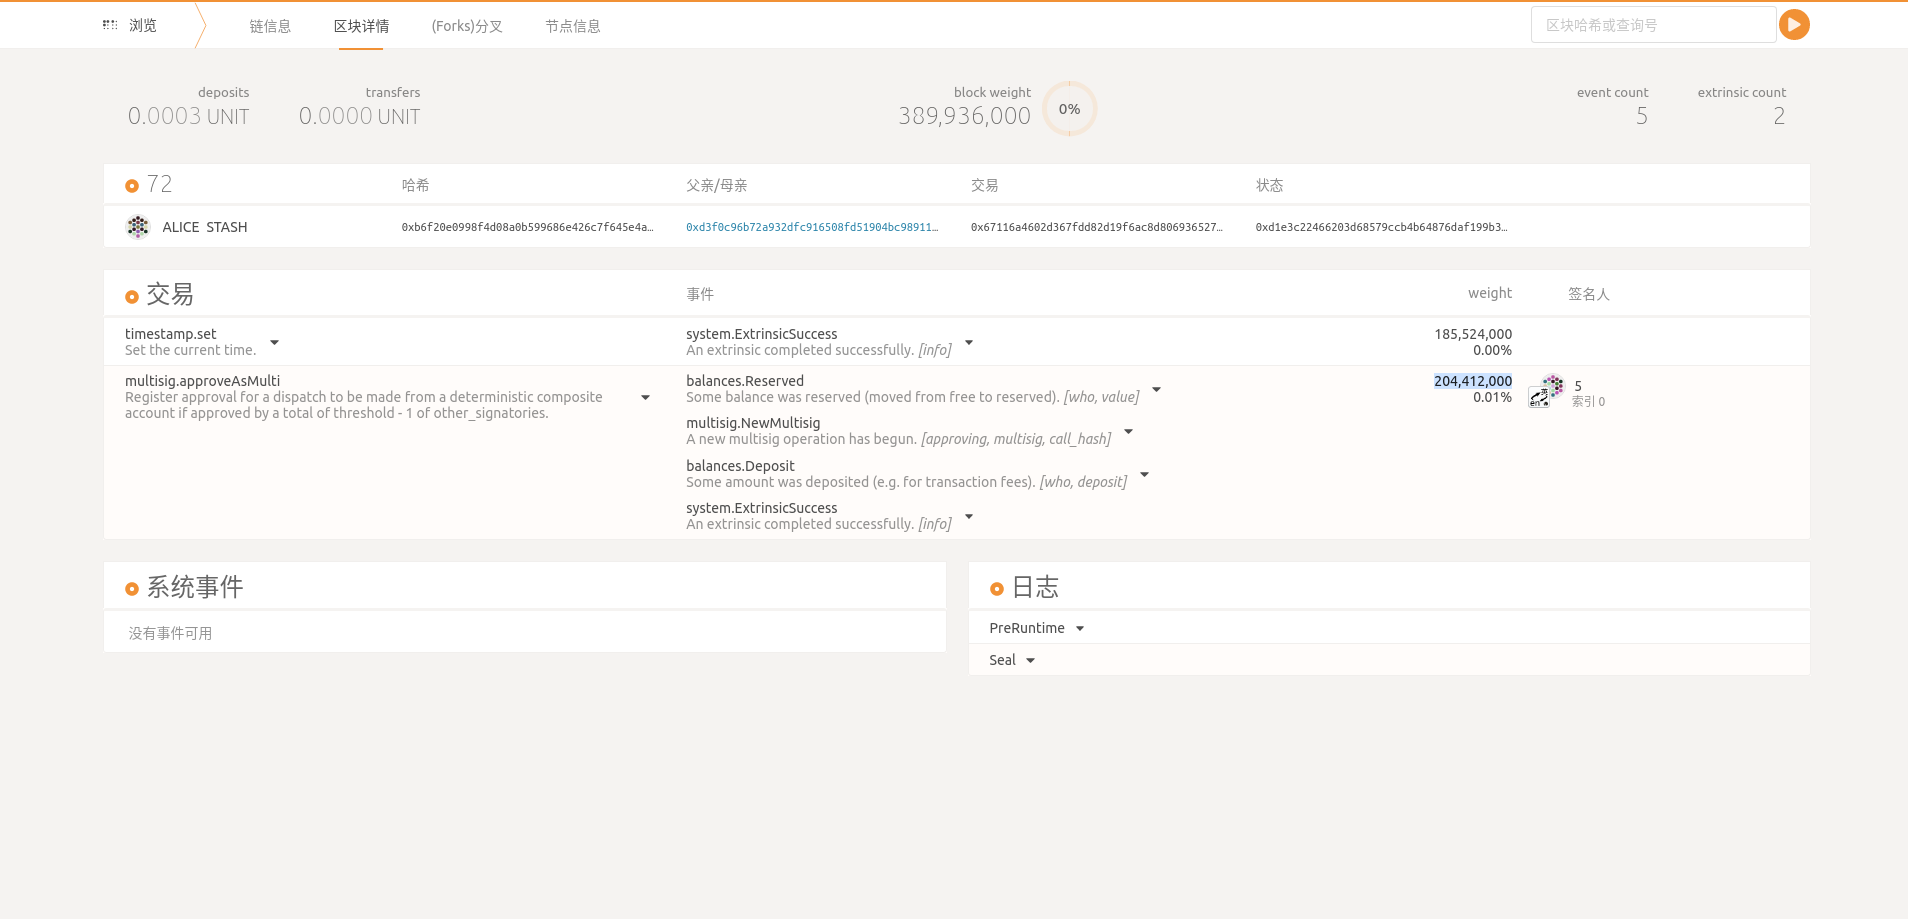 浏览
链信息
区块详情
(Forks)分叉
节点信息
区块哈希或查询号
deposits
0.0003 UNIT
transfers
0.0000 UNIT
block weight
389,936,000
0%
event count
5
extrinsic count
2
72
哈希
父亲/母亲
交易
状态
ALICE STASH
0xb6f20e0998f4d08a0b599686e426c7f645e4a…
0xd3f0c96b72a932dfc916508fd51904bc98911…
0x67116a4602d367fdd82d19f6ac8d806936527…
0xd1e3c22466203d68579ccb4b64876daf199b3…
交易
事件
weight
签名人
timestamp.set
Set the current time.
system.ExtrinsicSuccess
An extrinsic completed successfully. [info]
185,524,000
0.00%
multisig.approveAsMulti
Register approval for a dispatch to be made from a deterministic composite
account if approved by a total of threshold - 1 of other_signatories.
balances.Reserved
Some balance was reserved (moved from free to reserved). [who, value]
multisig.NewMultisig
A new multisig operation has begun. [approving, multisig, call_hash]
balances.Deposit
Some amount was deposited (e.g. for transaction fees). [who, deposit]
system.ExtrinsicSuccess
An extrinsic completed successfully. [info]
204,412,000
0.01%
英
en
5
索引 0
系统事件
没有事件可用
日志
PreRuntime
Seal